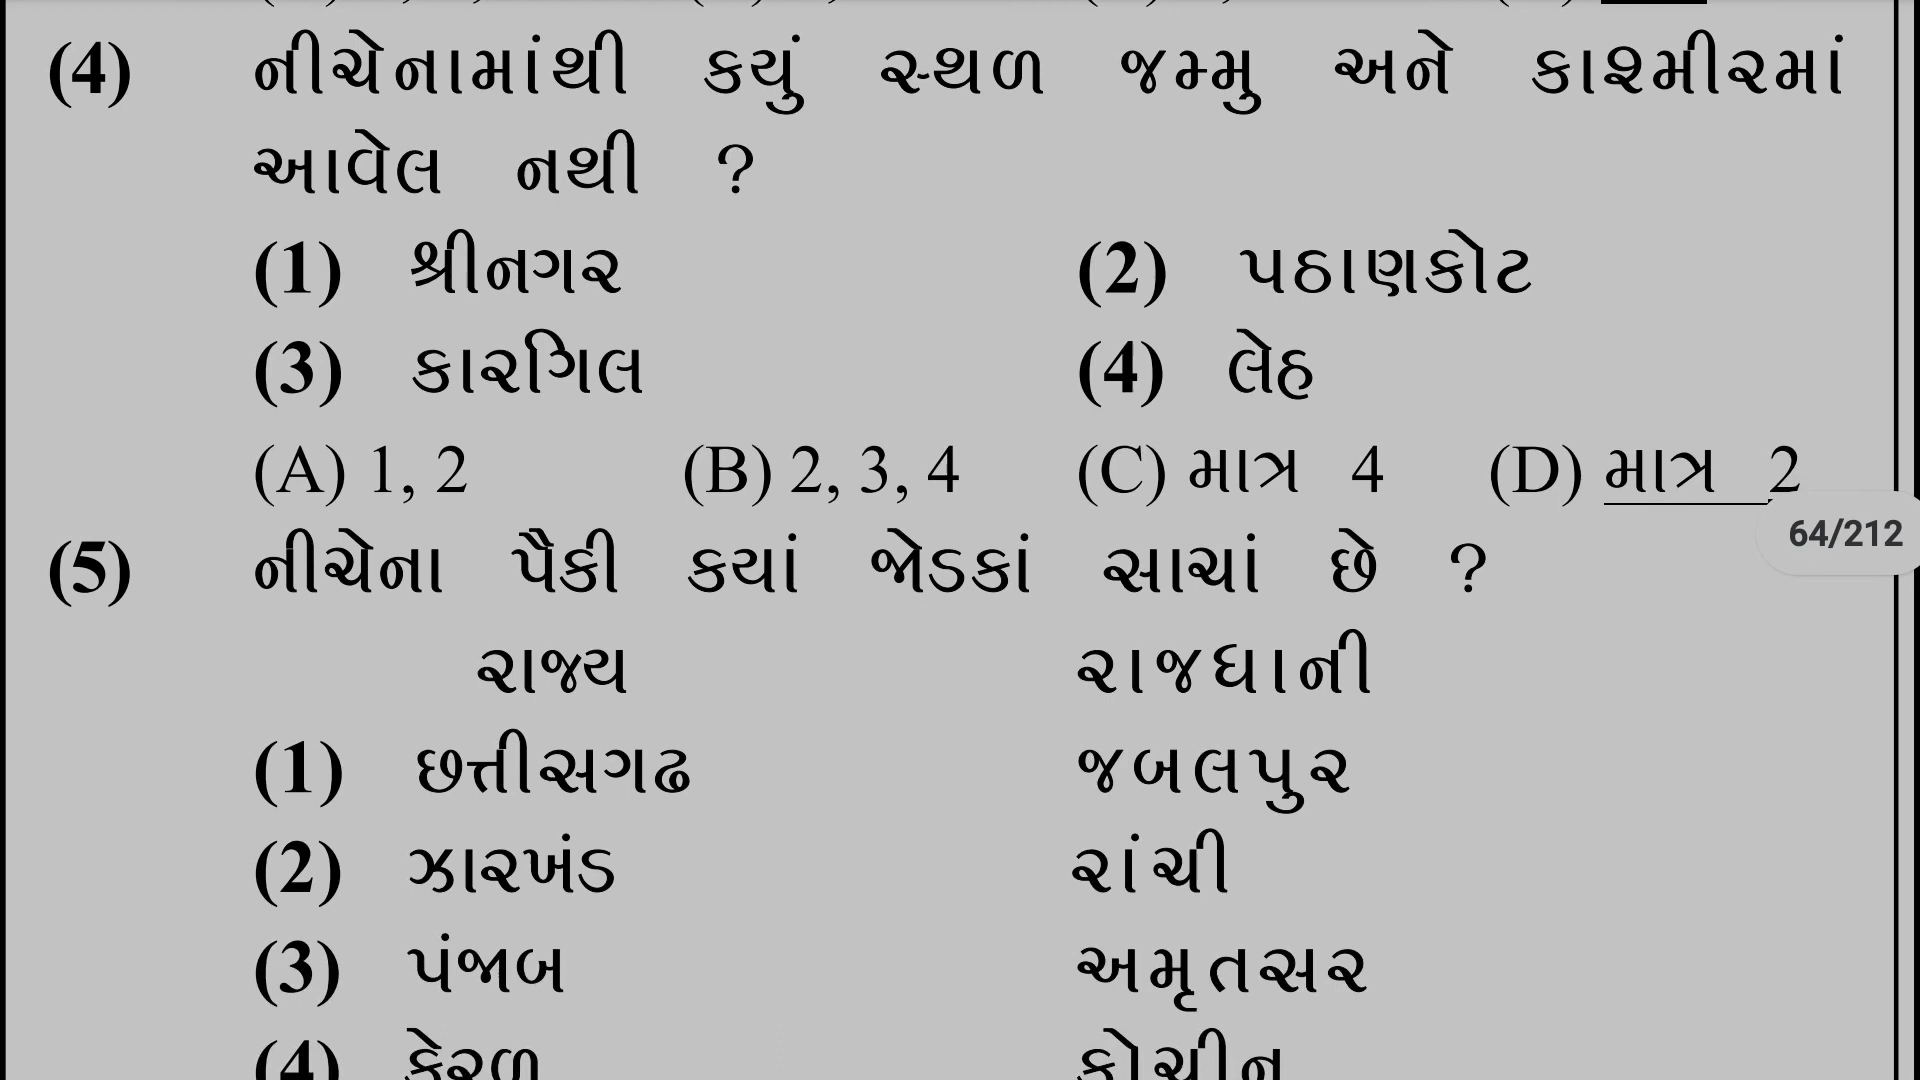 (4) નીચેનામાંથી કયું સ્થળ જમ્મુ અને કાશ્મીરમાં
આવેલ નથી ?
(1) શ્રીનગર (2) પઠાણકોટ
(3) કારગિલ (4) લેહ
(A) 1, 2 (B) 2, 3, 4 (C) માત્ર 4 (D) માત્ર 2
64/212
(5) નીચેના પૈકી કયાં જોડકાં સાચાં છે ?
રાજ્ય રાજધાની
(1) છત્તીસગઢ જબલપુર
(2) ઝારખંડ રાંચી
(3) પંજાબ અમૃતસર
(4) કેરળ કોચીન